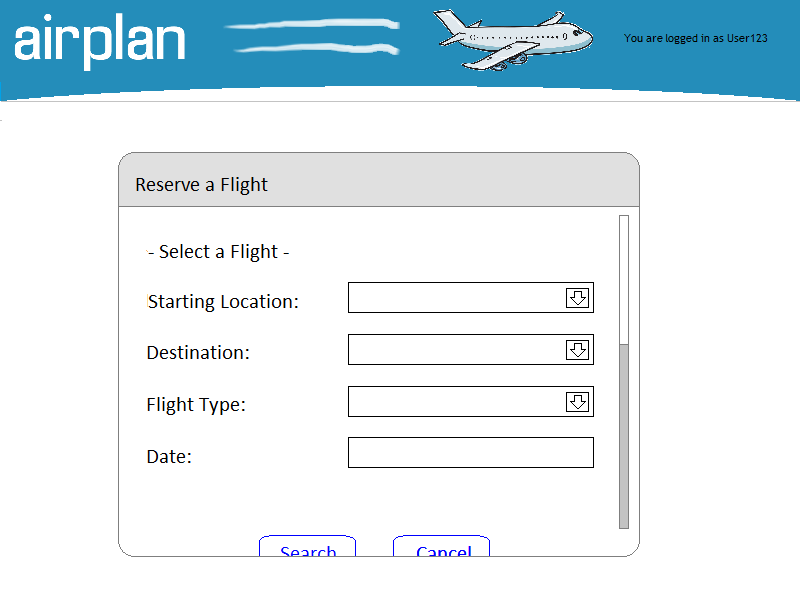 airplan
You are logged in as User123
Reserve a Flight
- Select a Flight -
Starting Location:
Destination:
Flight Type:
Date:
Search Cancel